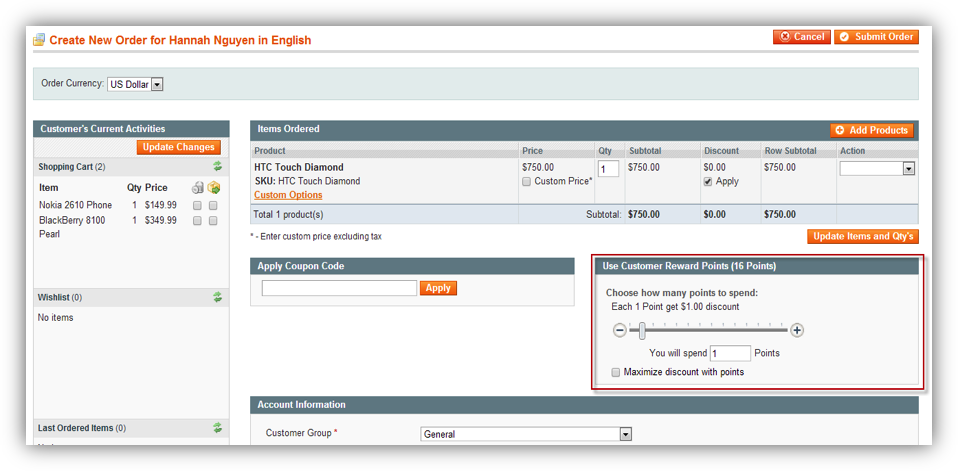 Create New Order for Hannah Nguyen in English
Cancel
Submit Order
Order Currency: US Dollar
Customer's Current Activities
Update Changes
Shopping Cart (2)
Item Qty Price
Nokia 2610 Phone 1 $149.99
BlackBerry 8100 1 $349.99
Pearl
Wishlist (0)
No items
Last Ordered Items (0)
Items Ordered
Add Products
Product Price Qty Subtotal Discount Row Subtotal Action
HTC Touch Diamond $750.00 1 $750.00 $0.00 $750.00
SKU: HTC Touch Diamond Custom Price* Apply
Custom Options
Total 1 product(s) Subtotal: $750.00 $0.00 $750.00
* - Enter custom price excluding tax
Update Items and Qty's
Apply Coupon Code
Apply
Use Customer Reward Points (16 Points)
Choose how many points to spend:
Each 1 Point get $1.00 discount
You will spend 1 Points
Maximize discount with points
Account Information
Customer Group * General